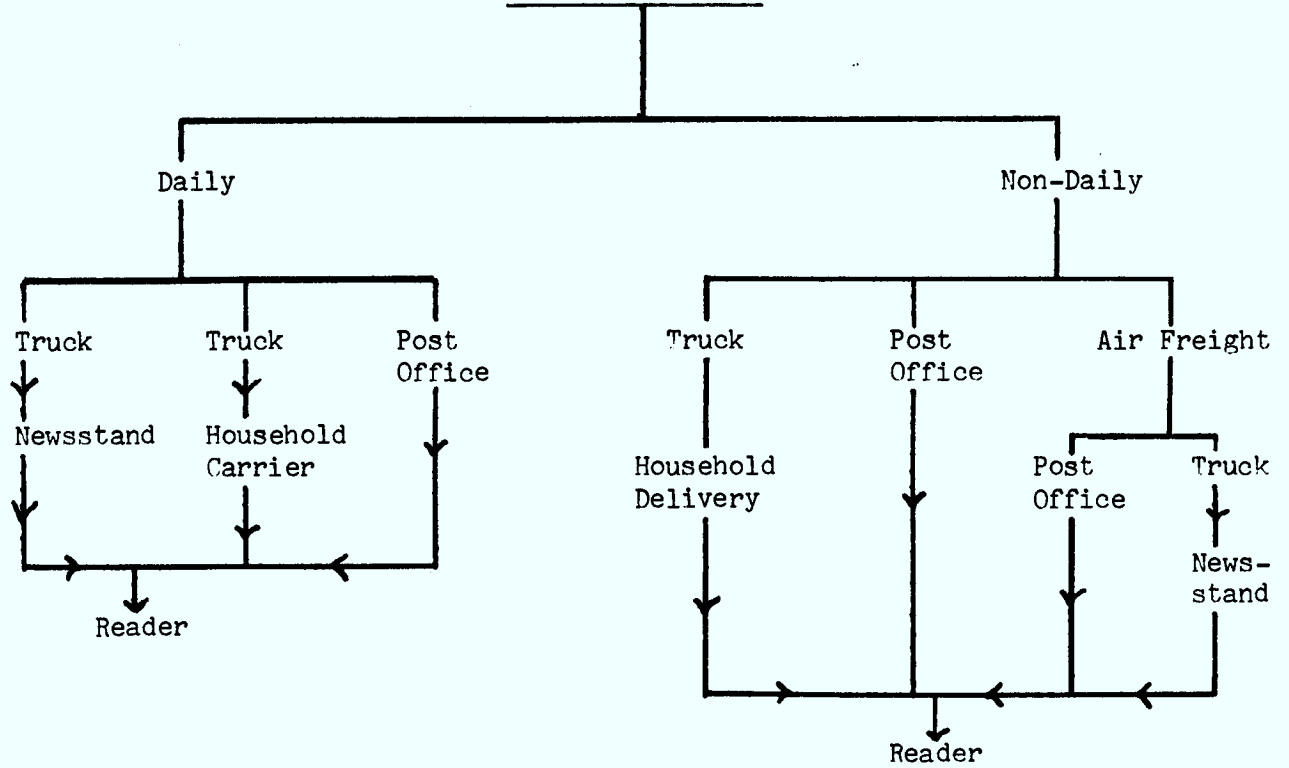 Daily
Non-Daily
Truck
Truck
Post
Office
Newsstand
Household
Carrier
Reader
Truck
Post
Office
Air Freight
Household
Delivery
Post
Office
Truck
News-
stand
Reader